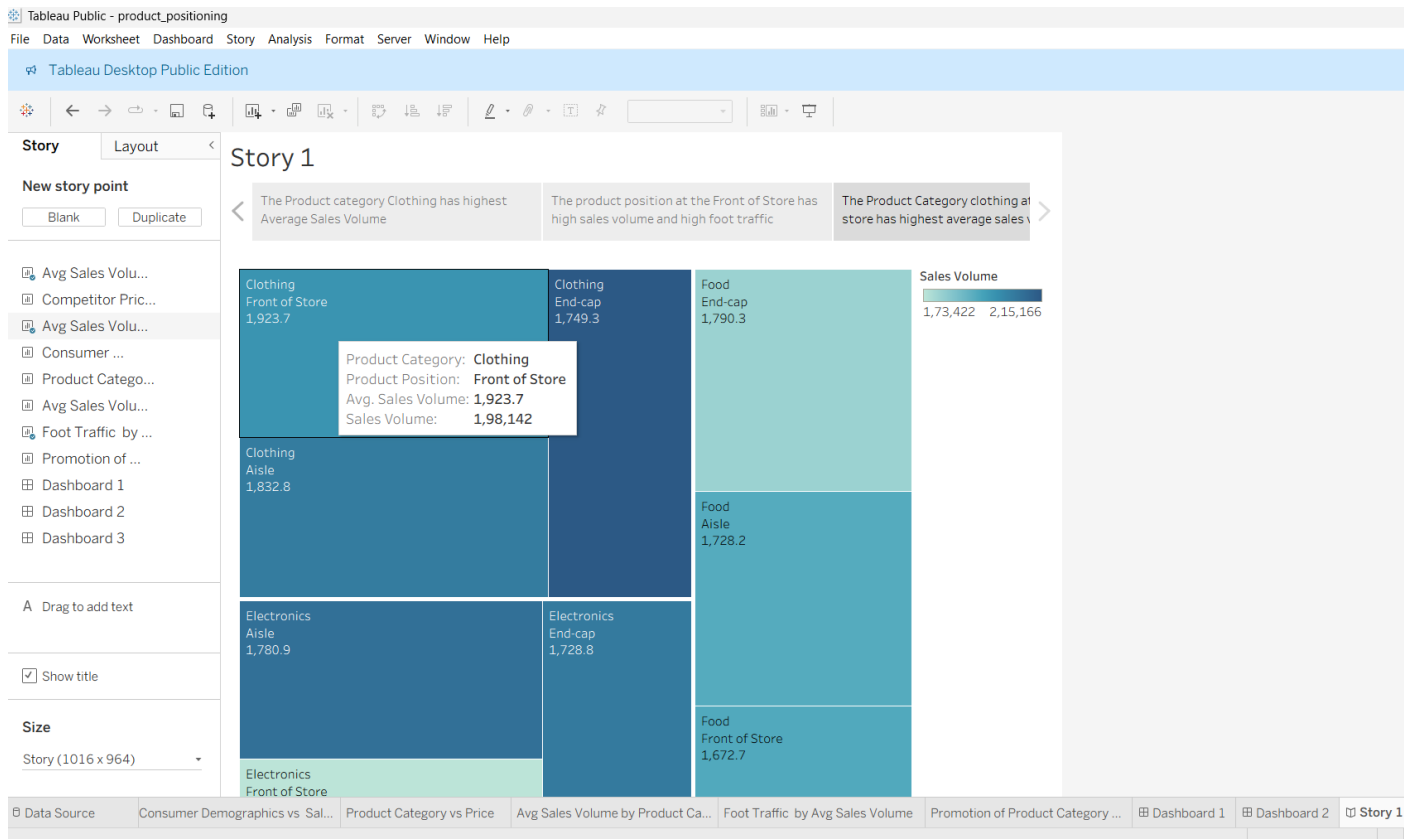 Tableau Public - product_positioning
File Data Worksheet Dashboard Story Analysis Format Server Window Help
Tableau Desktop Public Edition
Story Layout
New story point
Blank Duplicate
Avg Sales Volu...
Competitor Pric...
Avg Sales Volu...
Consumer ...
Product Catego...
Avg Sales Volu...
Foot Traffic by ...
Promotion of ...
Dashboard 1
Dashboard 2
Dashboard 3
A Drag to add text
Show title
Size
Story (1016 x 964)
Story 1
The Product category Clothing has highest
Average Sales Volume
The product position at the Front of Store has
high sales volume and high foot traffic
The Product Category clothing at
store has highest average sales
Clothing
Front of Store
1,923.7
Clothing
End-cap
1,749.3
Product Category: Clothing
Product Position: Front of Store
Avg. Sales Volume: 1,923.7
Sales Volume: 1,98,142
Clothing
Aisle
1,832.8
Electronics
Aisle
1,780.9
Electronics
End-cap
1,728.8
Electronics
Front of Store
Food
End-cap
1,790.3
Food
Aisle
1,728.2
Food
Front of Store
1,672.7
Sales Volume
1,73,422 2,15,166
Data Source Consumer Demographics vs Sal... Product Category vs Price Avg Sales Volume by Product Ca... Foot Traffic by Avg Sales Volume Promotion of Product Category ... Dashboard 1 Dashboard 2 Story 1